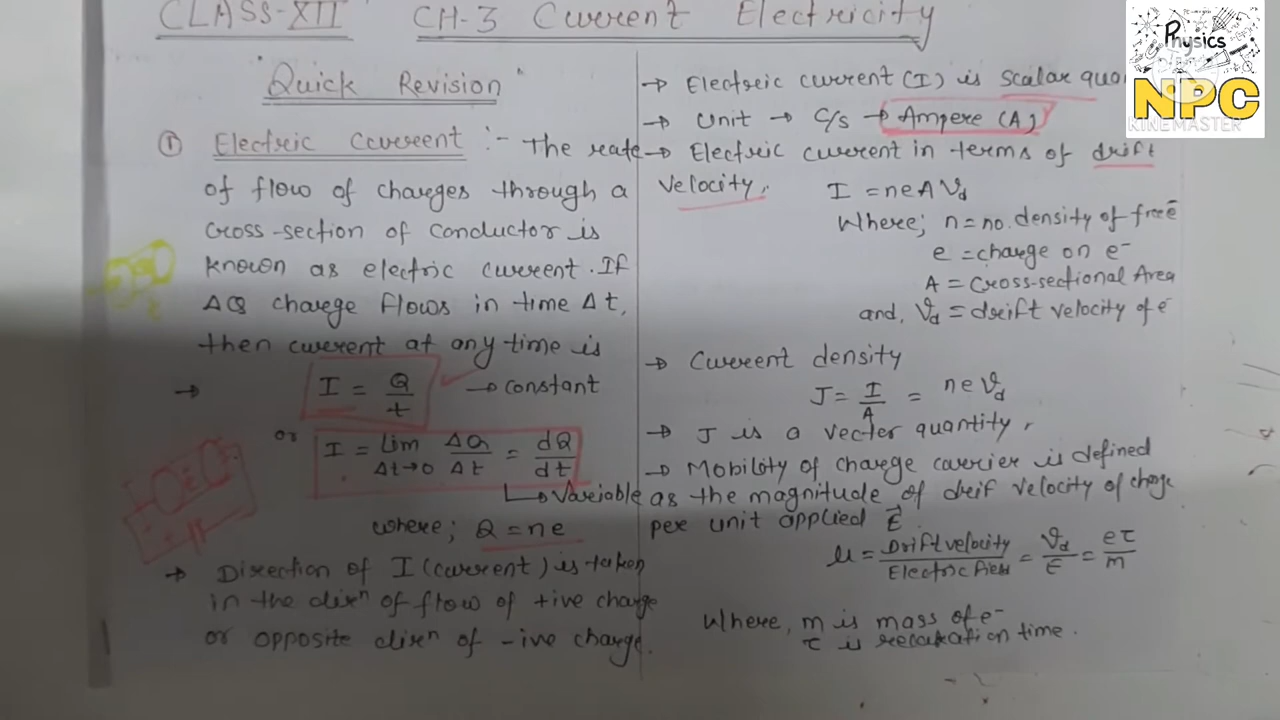 CLASS-XII CH-3 Current Electricity
"Quick Revision"
① Electric Current :- The rate
of flow of charges through a
cross-section of conductor is
known as electric current. If
ΔQ charge flows in time Δt,
then current at any time is
→ I = Q/t → constant
or I = Lim Δt→0 ΔQ/Δt = dQ/dt
↳ Variable
where; Q = ne
→ Direction of I (current) is taken
in the dirⁿ of flow of +ive charge
or opposite dirⁿ of -ive charge.
→ Electric current (I) is scalar qua
→ Unit → C/s → Ampere (A)
→ Electric current in terms of drift
velocity,
I = neAVd
Where; n = no. density of free e⁻
e = charge on e⁻
A = Cross-sectional Area
and, Vd = drift velocity of e⁻
→ Current density
J = I/A = neVd
→ J is a vector quantity,
→ Mobility of charge carrier is defined
as the magnitude of drif velocity of charge
per unit applied E⃗
μ = Drift velocity/Electric field = Vd/E = eτ/m
Where, m is mass of e⁻
τ is relaxation time.
Physics
NPC
KINEMASTER